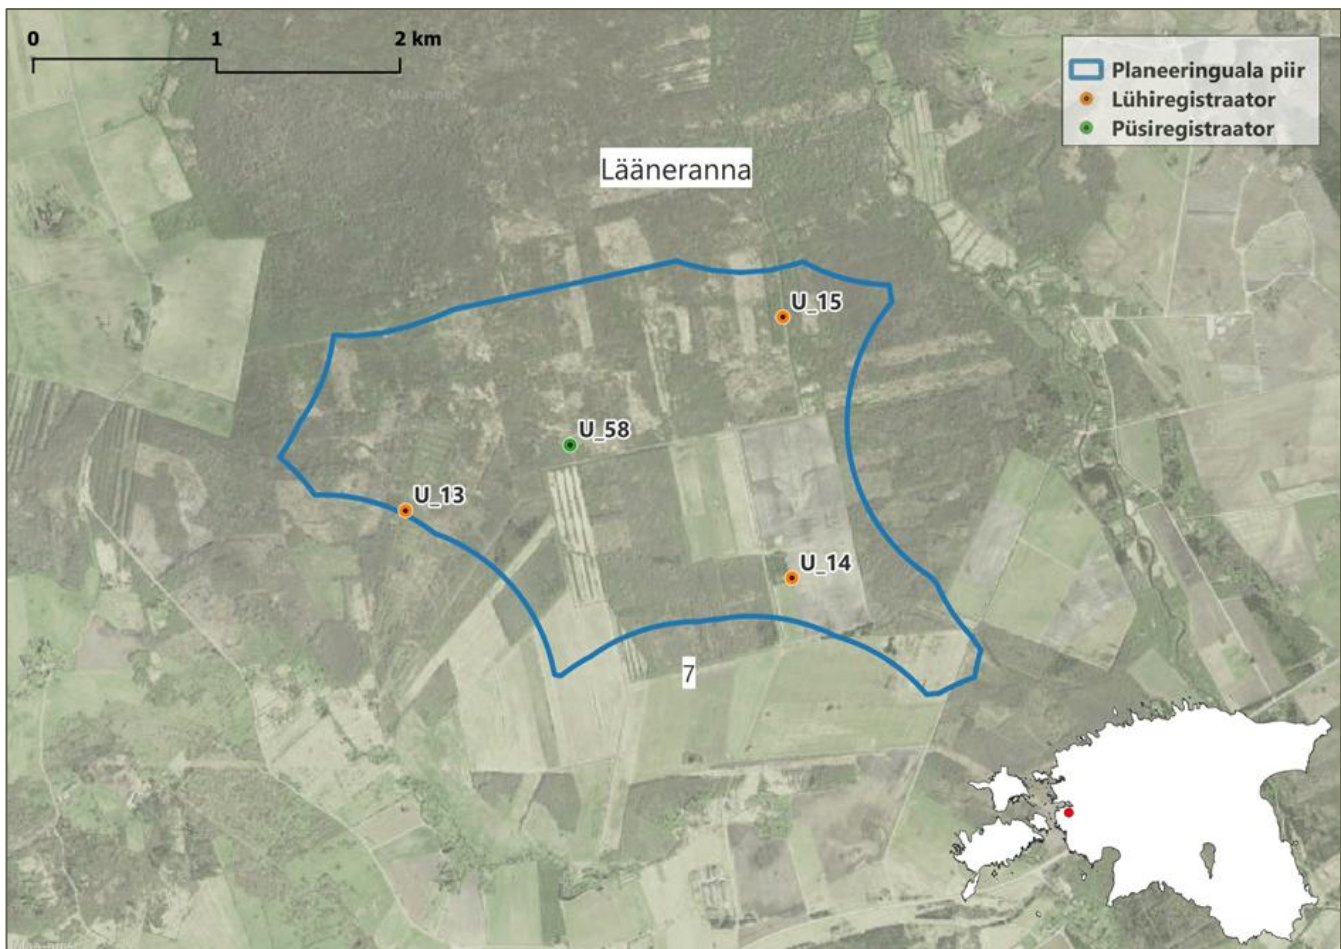 0 1 2 km
Planeeringuala piir
Lühiregistraator
Püsiregistraator
Lääneranna
U_15
U_58
U_13
U_14
7